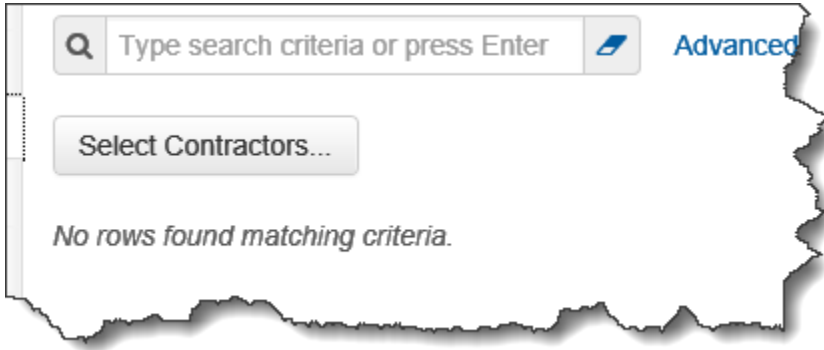 Type search criteria or press Enter Advanced
Select Contractors...
No rows found matching criteria.